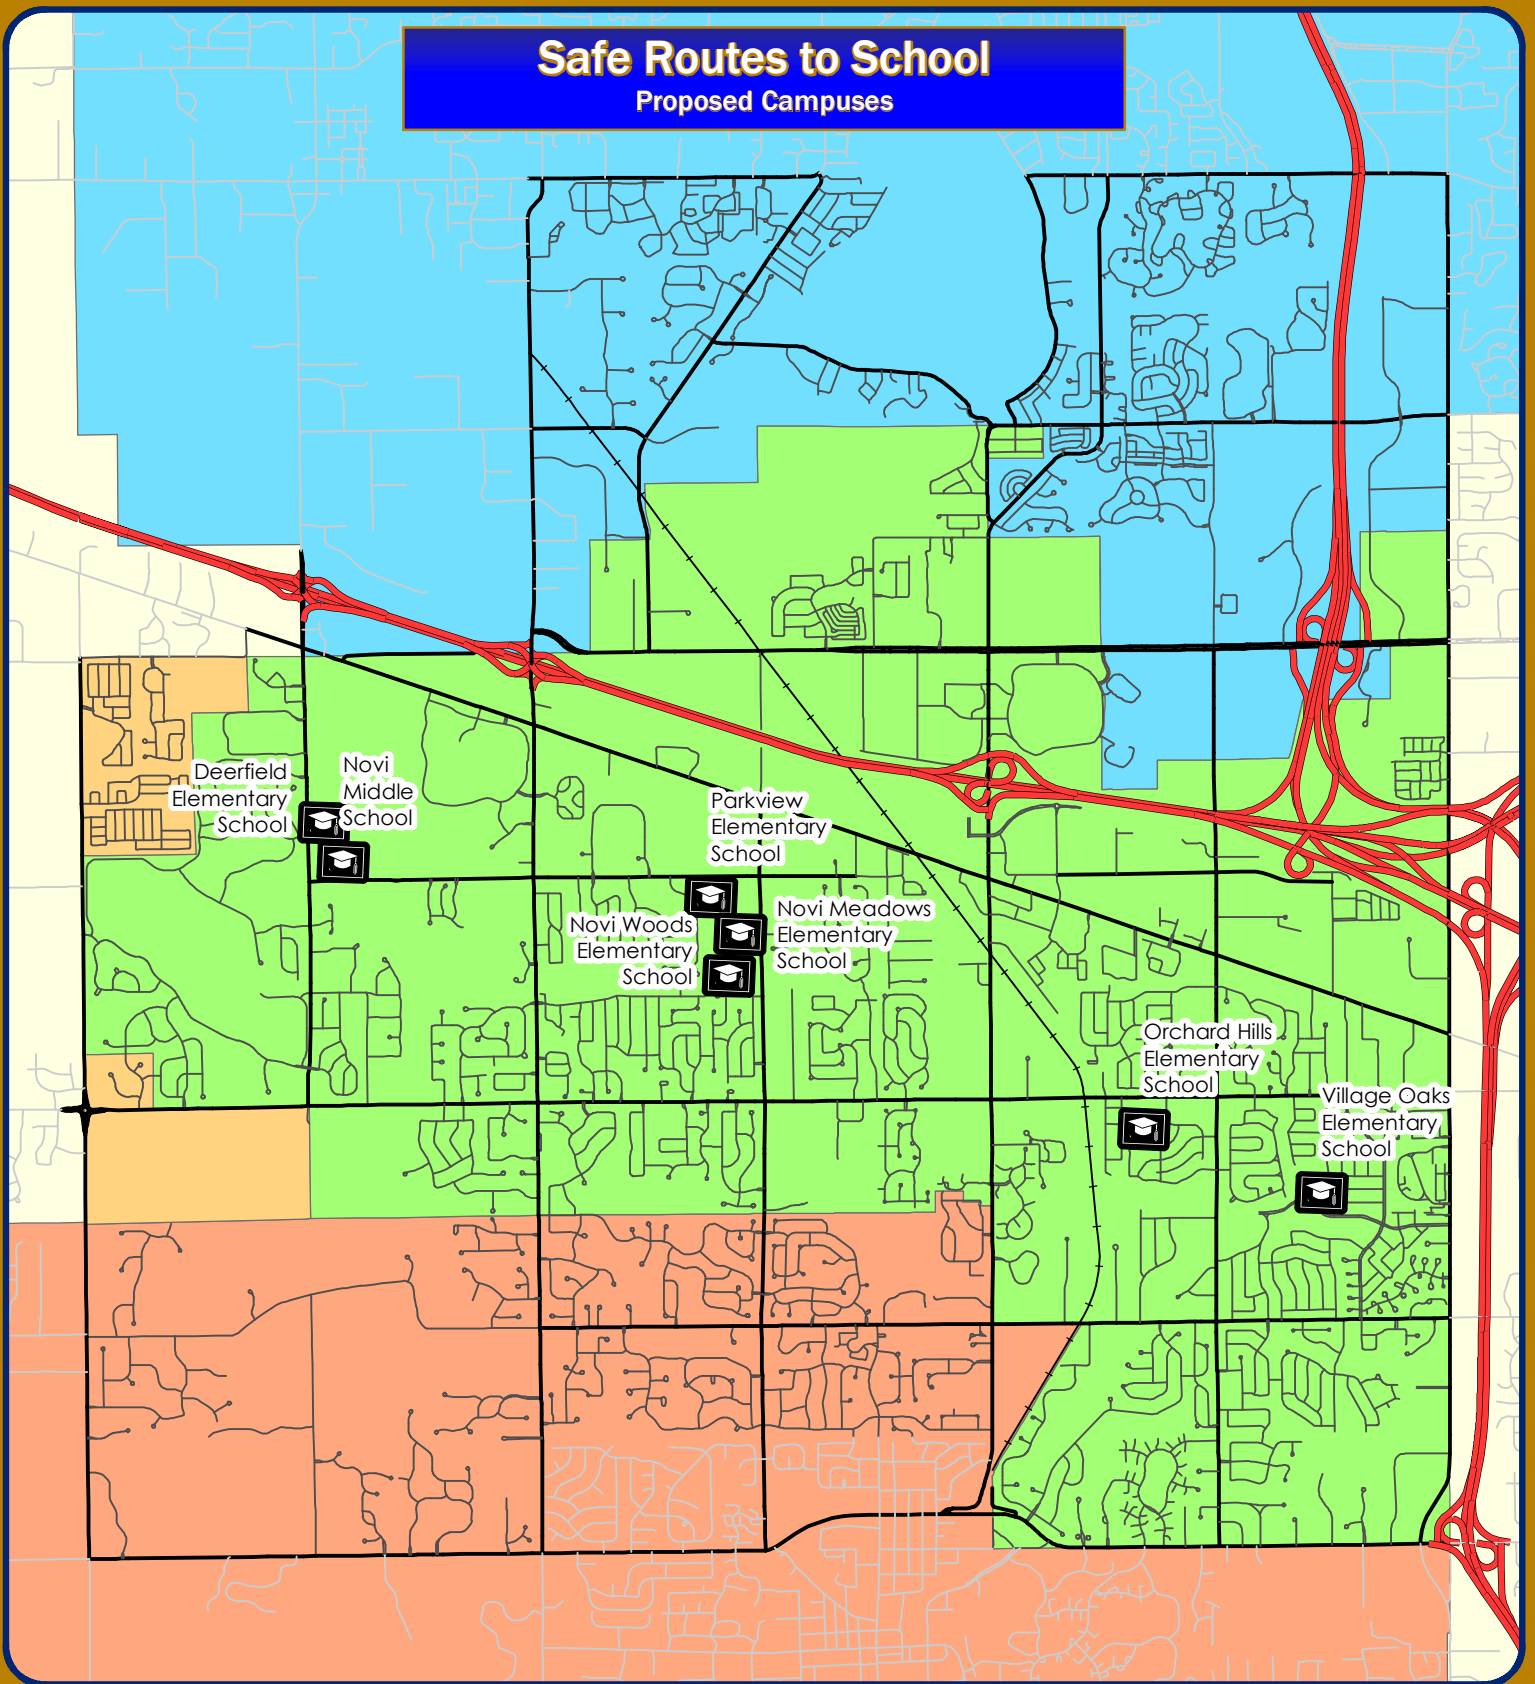 Safe Routes to School
Proposed Campuses
Deerfield
Elementary
School
Novi
Middle
School
Parkview
Elementary
School
Novi Woods
Elementary
School
Novi Meadows
Elementary
School
Orchard Hills
Elementary
School
Village Oaks
Elementary
School